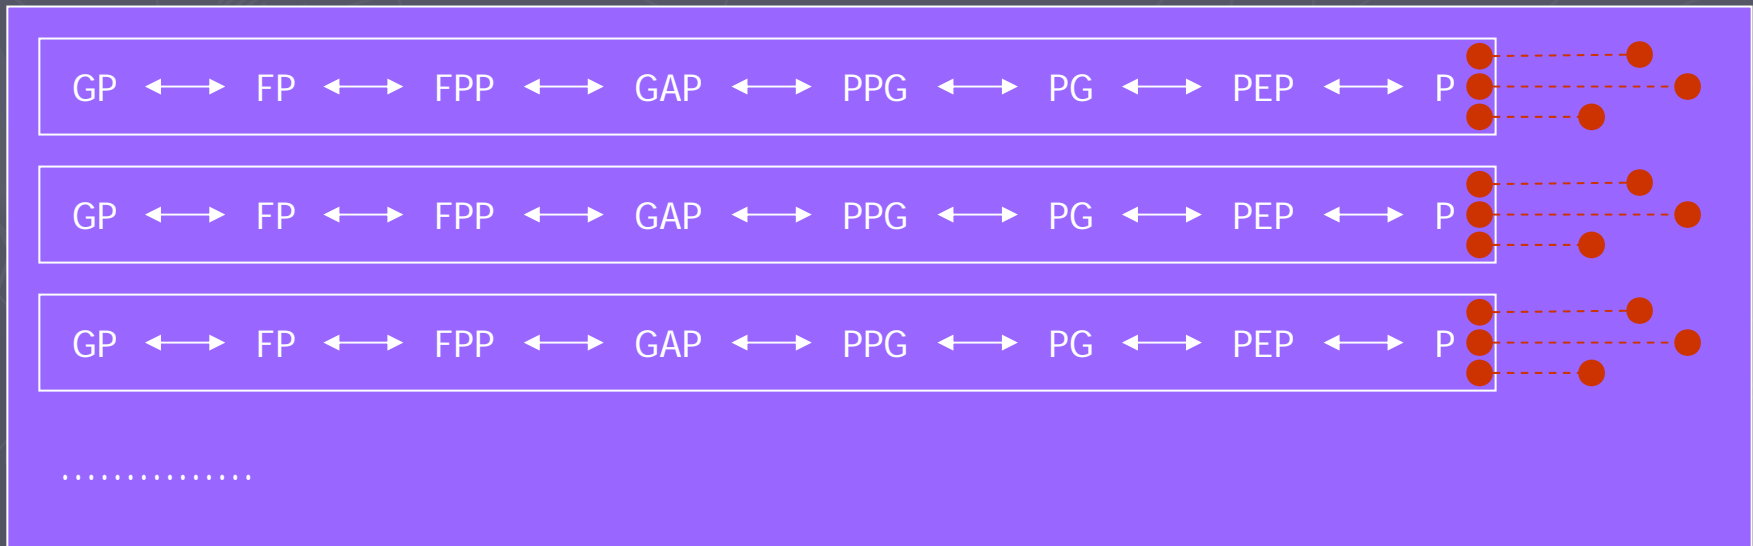 GP ↔ FP ↔ FPP ↔ GAP ↔ PPG ↔ PG ↔ PEP ↔ P
GP ↔ FP ↔ FPP ↔ GAP ↔ PPG ↔ PG ↔ PEP ↔ P
GP ↔ FP ↔ FPP ↔ GAP ↔ PPG ↔ PG ↔ PEP ↔ P
...............